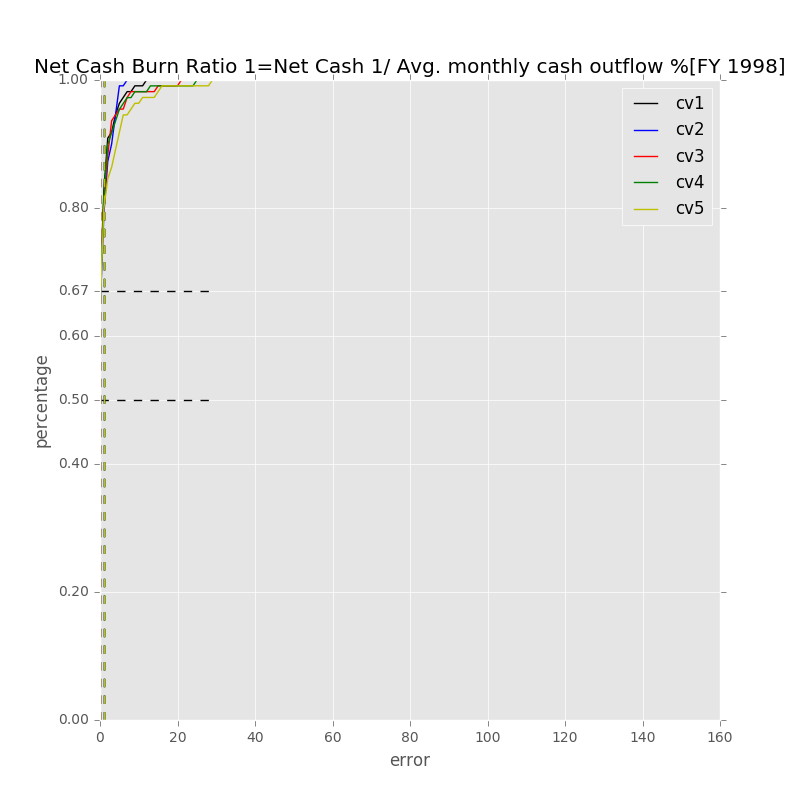 Net Cash Burn Ratio 1=Net Cash 1/ Avg. monthly cash outflow %[FY 1998]
1.00
cv1
cv2
cv3
cv4
cv5
0.80
0.67
0.60
0.50
0.40
0.20
0.00
percentage
0 20 40 60 80 100 120 140 160
error